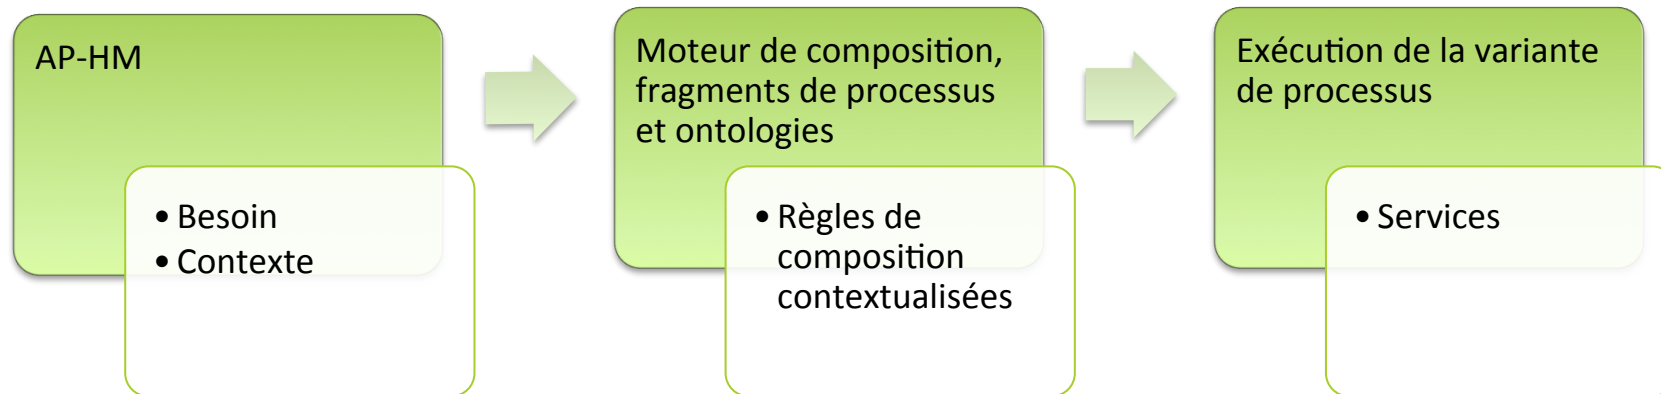 AP-HM
• Besoin
• Contexte
Moteur de composition,
fragments de processus
et ontologies
• Règles de
composition
contextualisées
Exécution de la variante
de processus
• Services